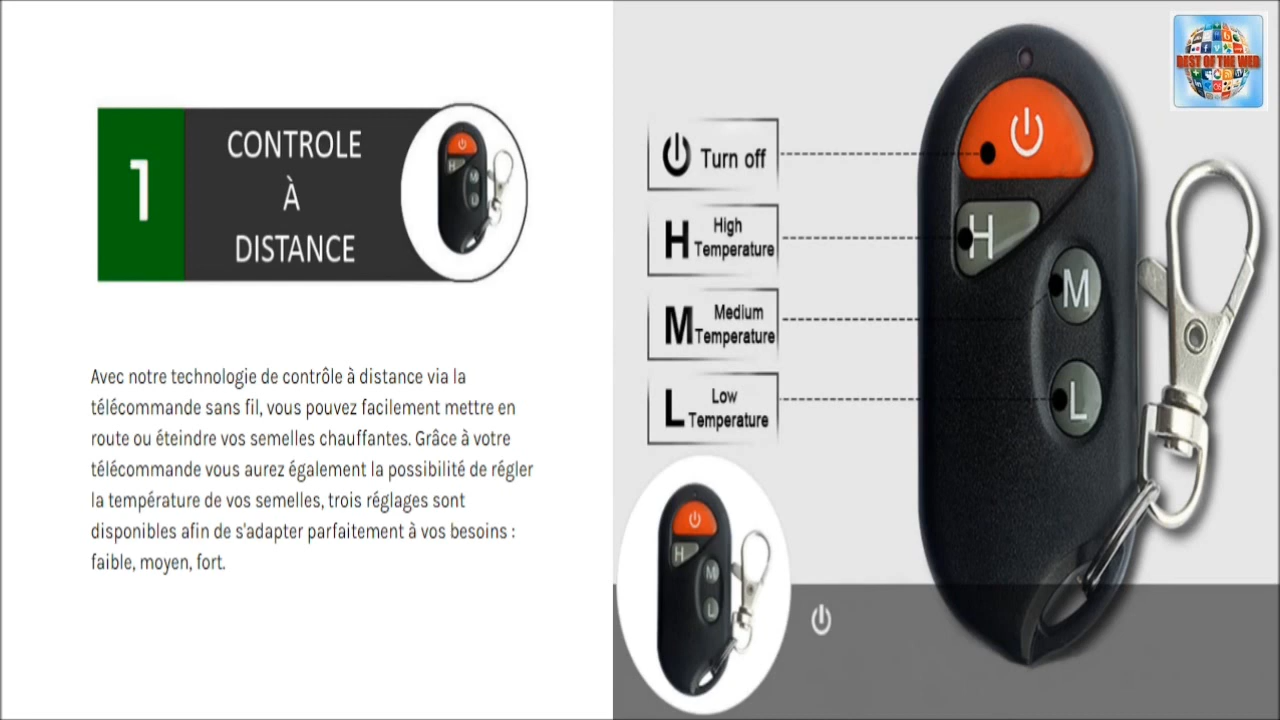 1
CONTROLE
À
DISTANCE
H
M
L
Avec notre technologie de contrôle à distance via la
télécommande sans fil, vous pouvez facilement mettre en
route ou éteindre vos semelles chauffantes. Grâce à votre
télécommande vous aurez également la possibilité de régler
la température de vos semelles, trois réglages sont
disponibles afin de s'adapter parfaitement à vos besoins :
faible, moyen, fort.
BEST OF THE WEB
Turn off
H High
Temperature
M Medium
Temperature
L Low
Temperature
H
M
L
H
M
L